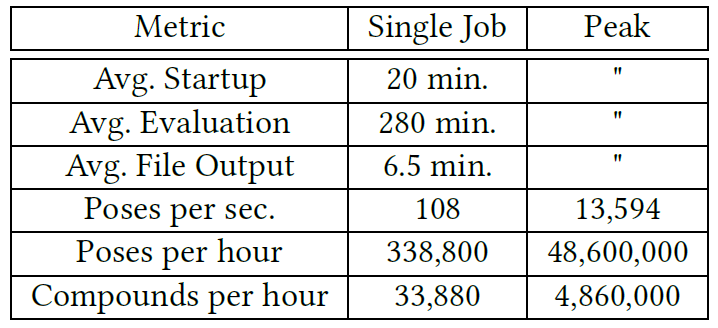 Metric Single Job Peak
Avg. Startup 20 min. "
Avg. Evaluation 280 min. "
Avg. File Output 6.5 min. "
Poses per sec. 108 13,594
Poses per hour 338,800 48,600,000
Compounds per hour 33,880 4,860,000